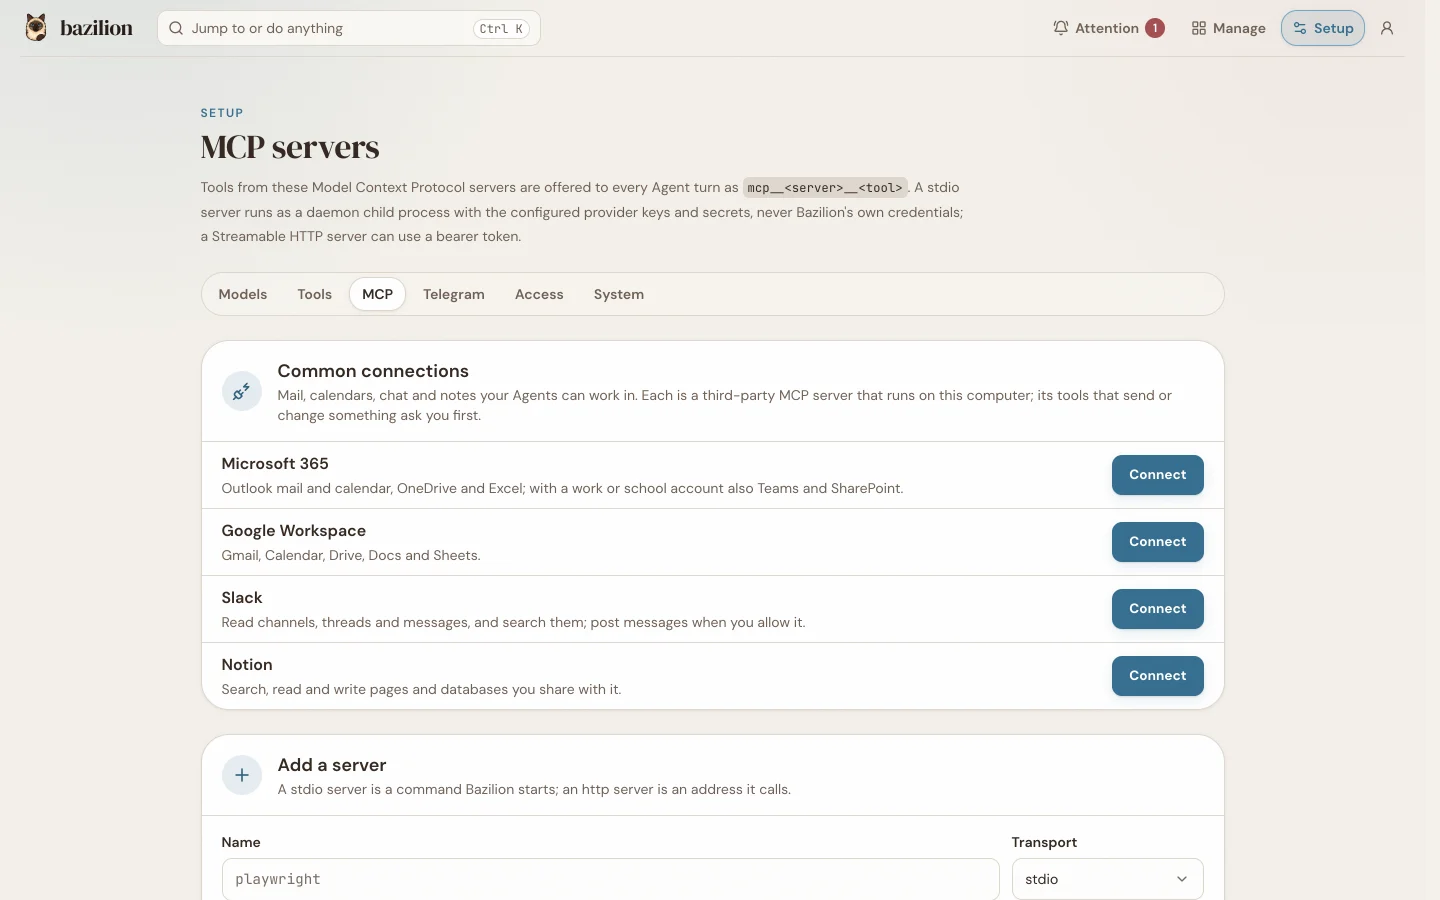 bazilion
Jump to or do anything
Ctrl K
Attention 1
Manage
Setup
SETUP
MCP servers
Tools from these Model Context Protocol servers are offered to every Agent turn as mcp__<server>__<tool>. A stdio
server runs as a daemon child process with the configured provider keys and secrets, never Bazilion's own credentials;
a Streamable HTTP server can use a bearer token.
Models
Tools
MCP
Telegram
Access
System
Common connections
Mail, calendars, chat and notes your Agents can work in. Each is a third-party MCP server that runs on this computer; its tools that send or
change something ask you first.
Microsoft 365
Outlook mail and calendar, OneDrive and Excel; with a work or school account also Teams and SharePoint.
Connect
Google Workspace
Gmail, Calendar, Drive, Docs and Sheets.
Connect
Slack
Read channels, threads and messages, and search them; post messages when you allow it.
Connect
Notion
Search, read and write pages and databases you share with it.
Connect
Add a server
A stdio server is a command Bazilion starts; an http server is an address it calls.
Name
Transport
playwright
stdio